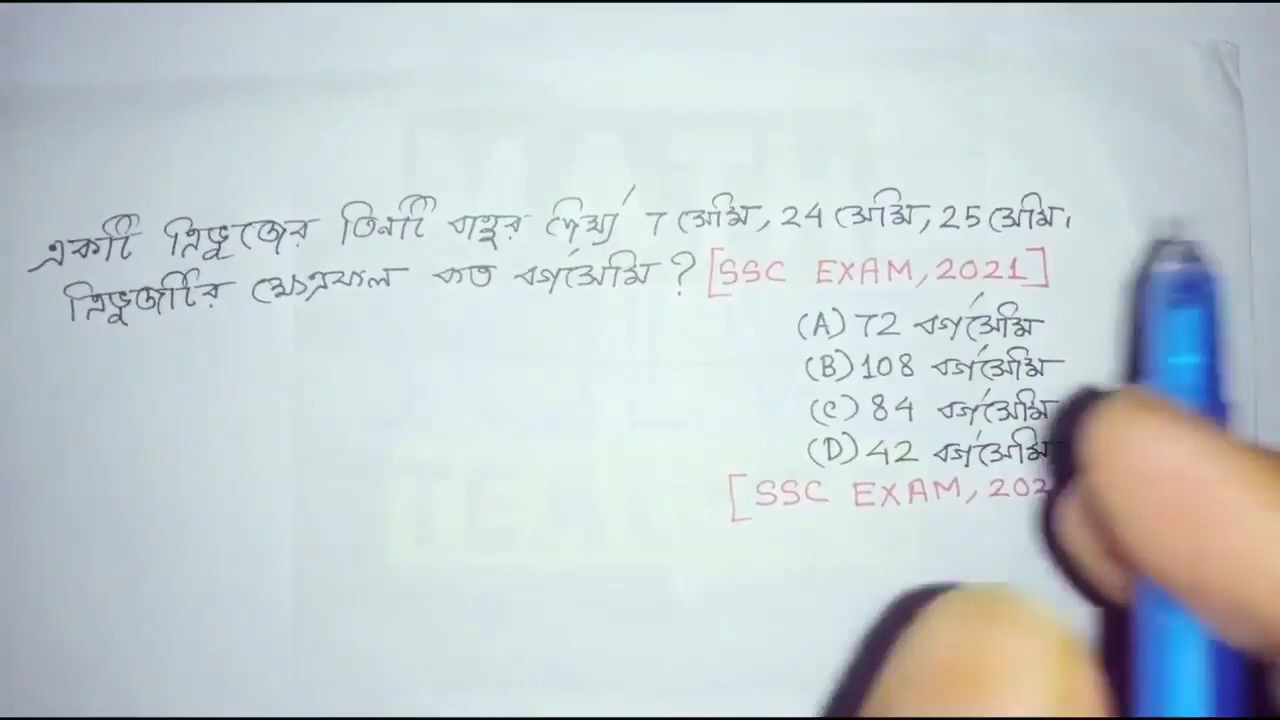 একটি ত্রিভুজের তিনটি বাহুর দৈর্ঘ্য 7 সেমি, 24 সেমি, 25 সেমি।
ত্রিভুজটির ক্ষেত্রফল কত বর্গসেমি ? [SSC EXAM, 2021]
(A) 72 বর্গসেমি
(B) 108 বর্গসেমি
(C) 84 বর্গসেমি
(D) 42 বর্গসেমি
[SSC EXAM, 202